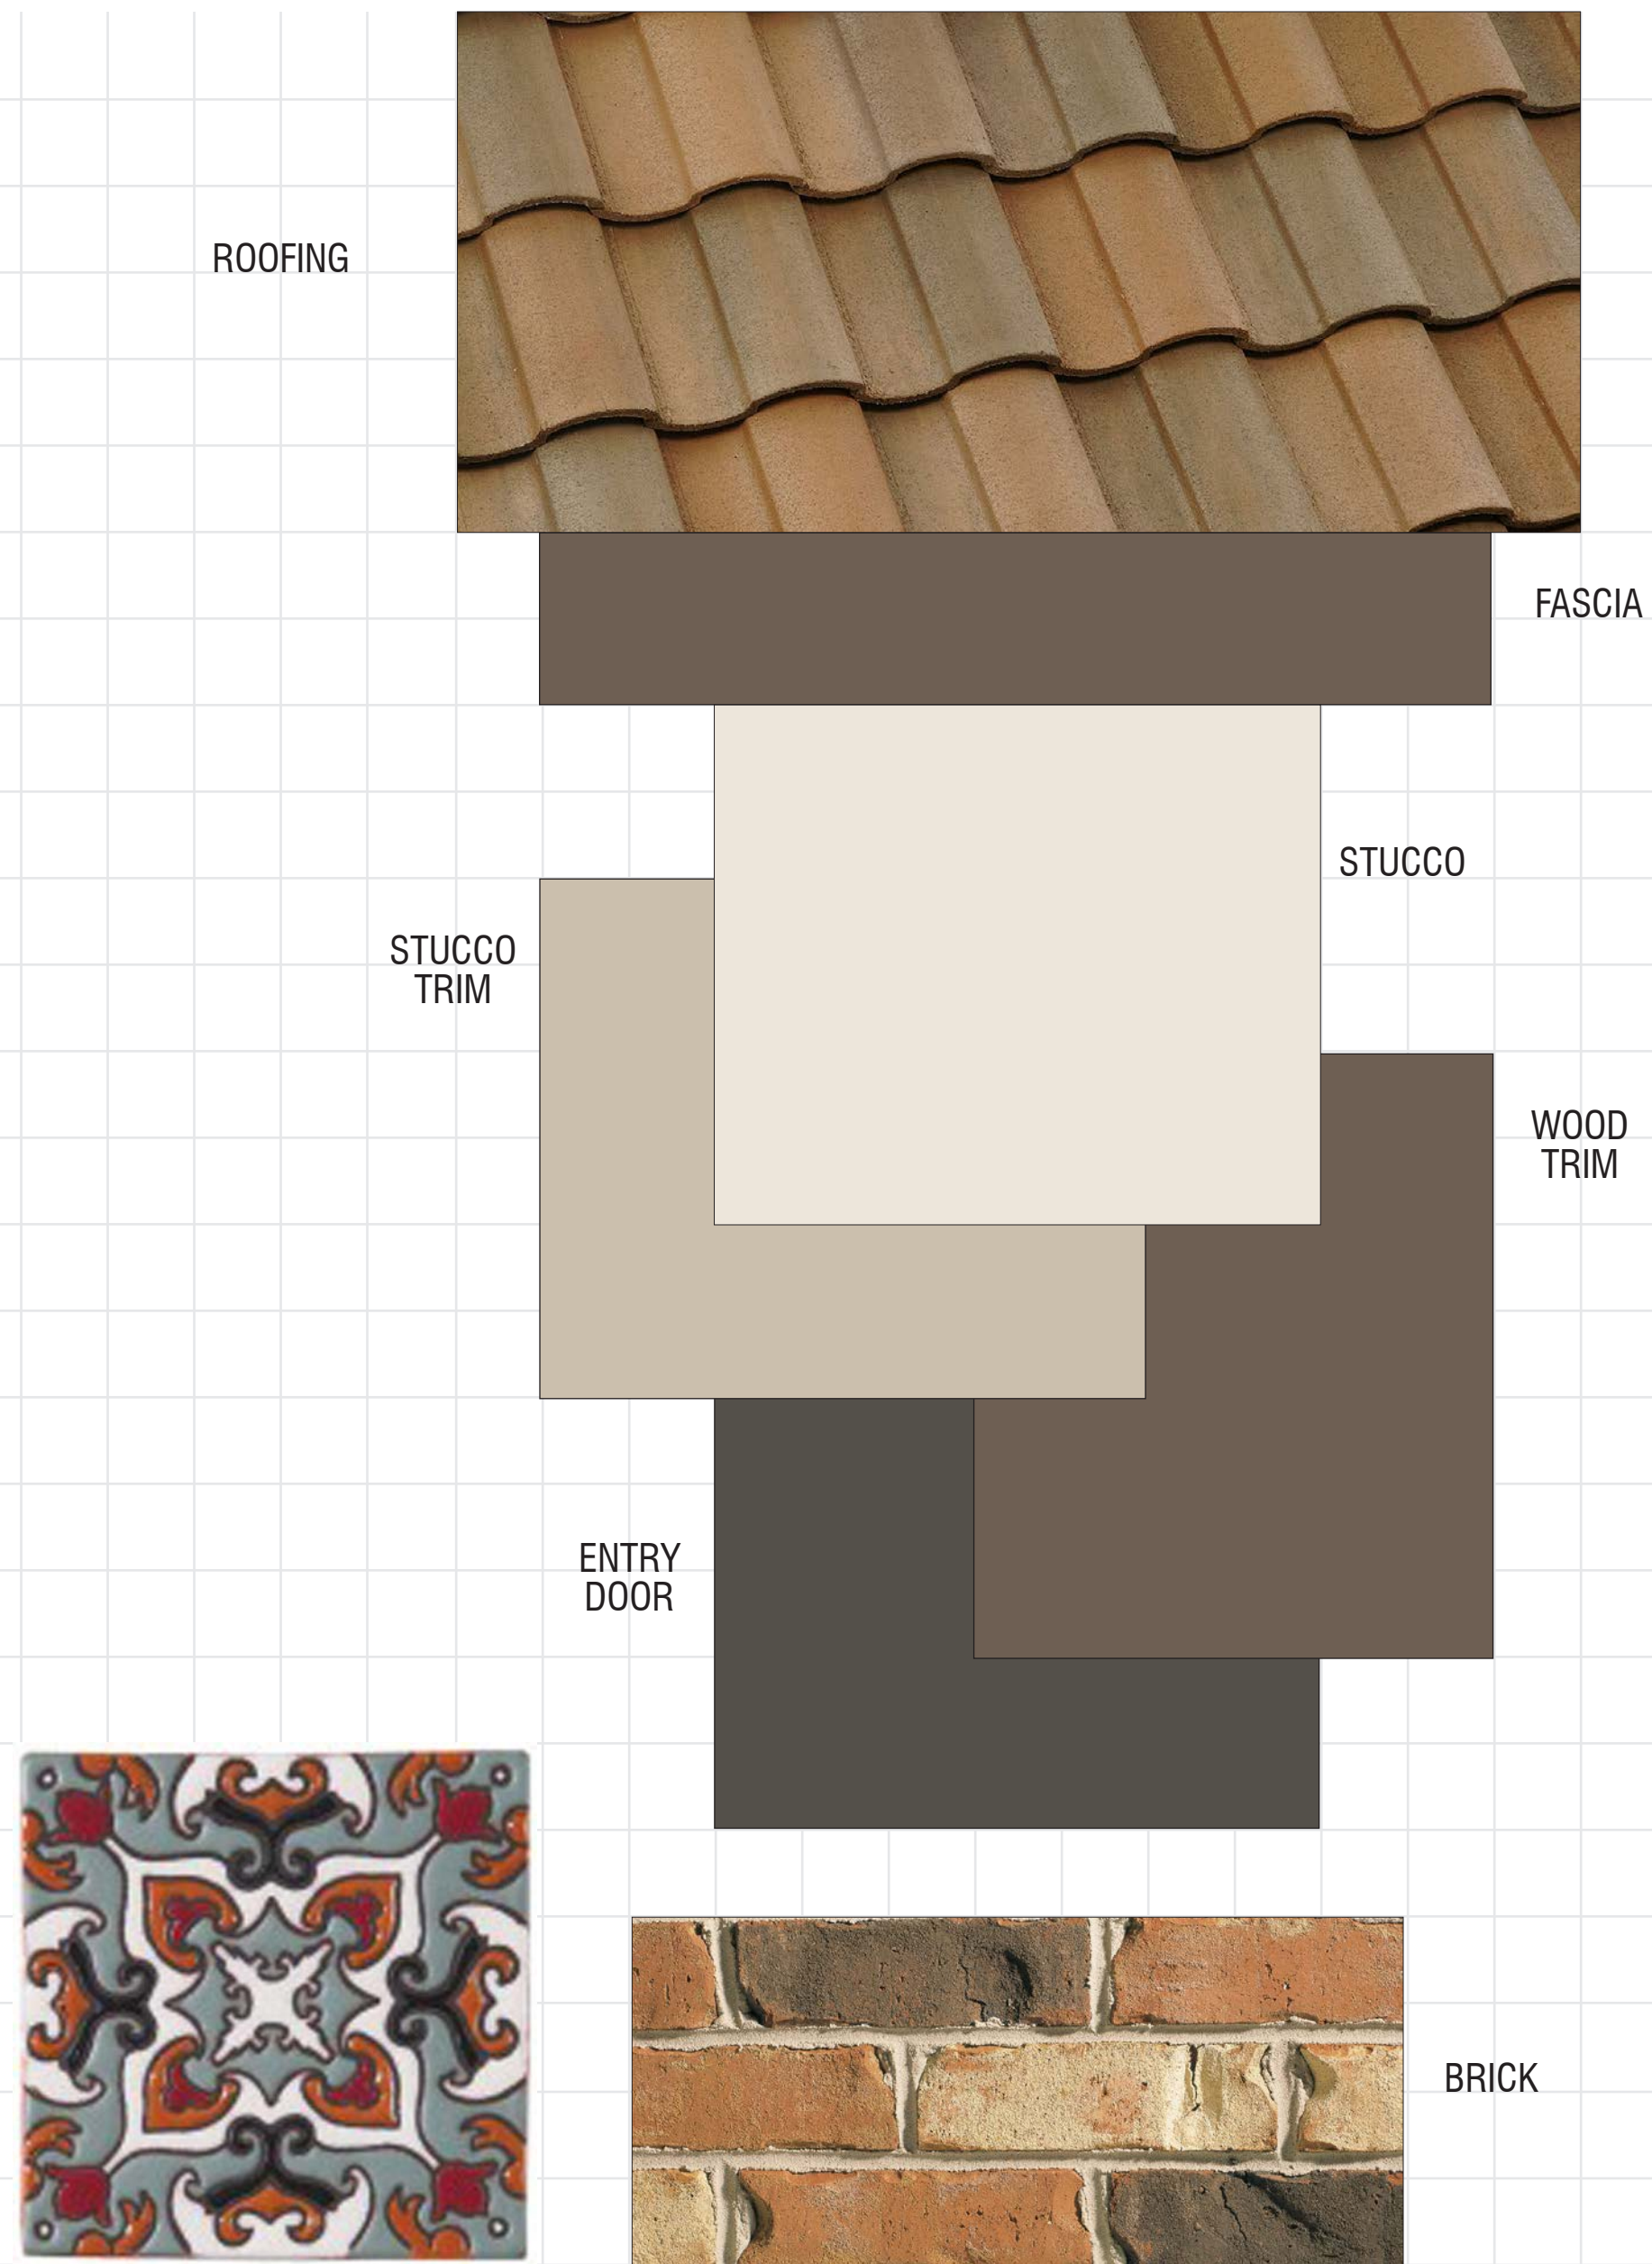 ROOFING
FASCIA
STUCCO
STUCCO
TRIM
WOOD
TRIM
ENTRY
DOOR
BRICK